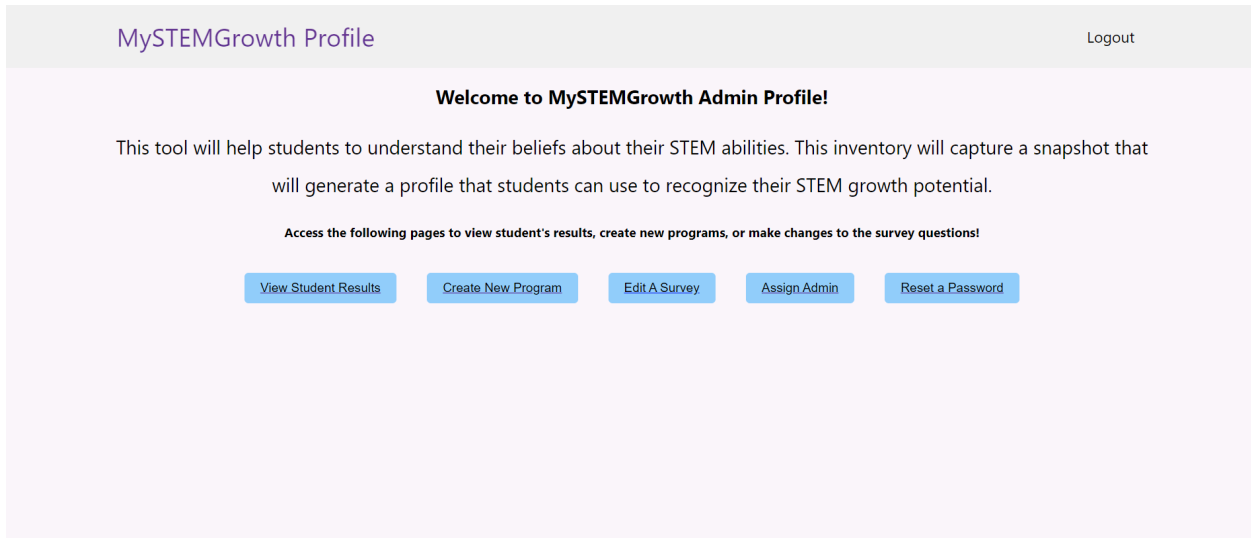 MySTEMGrowth Profile
Logout
Welcome to MySTEMGrowth Admin Profile!
This tool will help students to understand their beliefs about their STEM abilities. This inventory will capture a snapshot that
will generate a profile that students can use to recognize their STEM growth potential.
Access the following pages to view student's results, create new programs, or make changes to the survey questions!
View Student Results
Create New Program
Edit A Survey
Assign Admin
Reset a Password